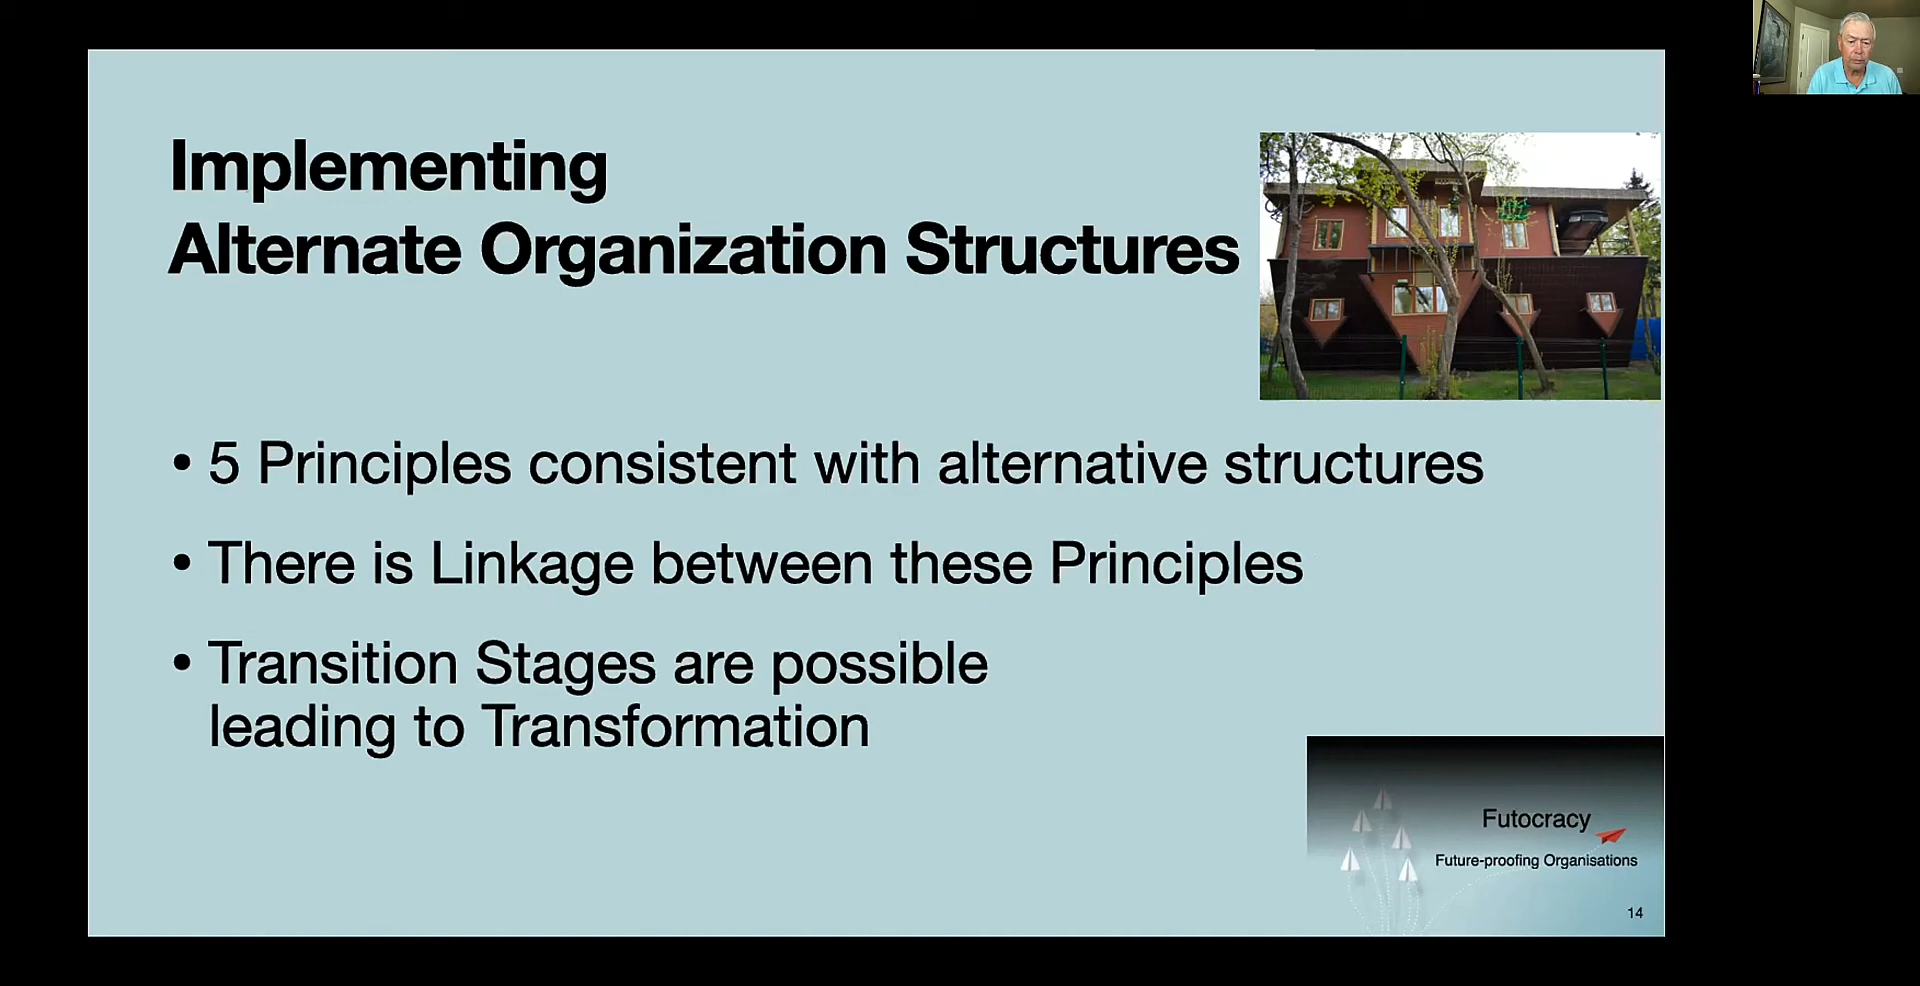 Implementing
Alternate Organization Structures
• 5 Principles consistent with alternative structures
• There is Linkage between these Principles
• Transition Stages are possible
leading to Transformation
Futocracy
Future-proofing Organisations
14